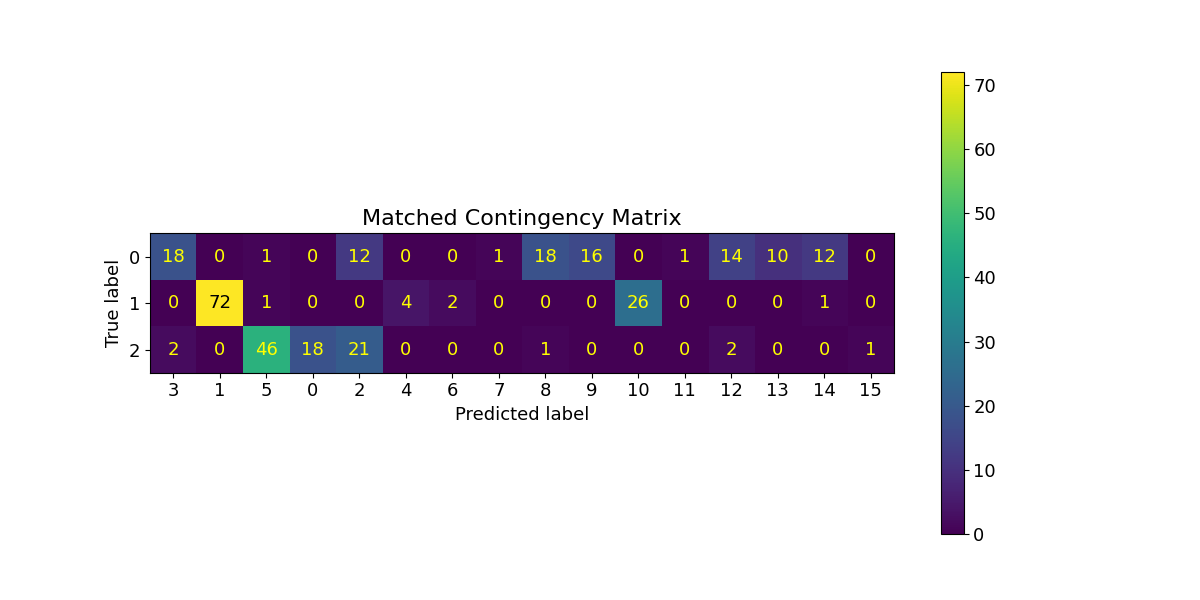 Matched Contingency Matrix
True label
0 18 0 1 0 12 0 0 1 18 16 0 1 14 10 12 0
1 0 72 1 0 0 4 2 0 0 0 26 0 0 0 1 0
2 2 0 46 18 21 0 0 0 1 0 0 0 2 0 0 1
3 1 5 0 2 4 6 7 8 9 10 11 12 13 14 15
Predicted label
70
60
50
40
30
20
10
0